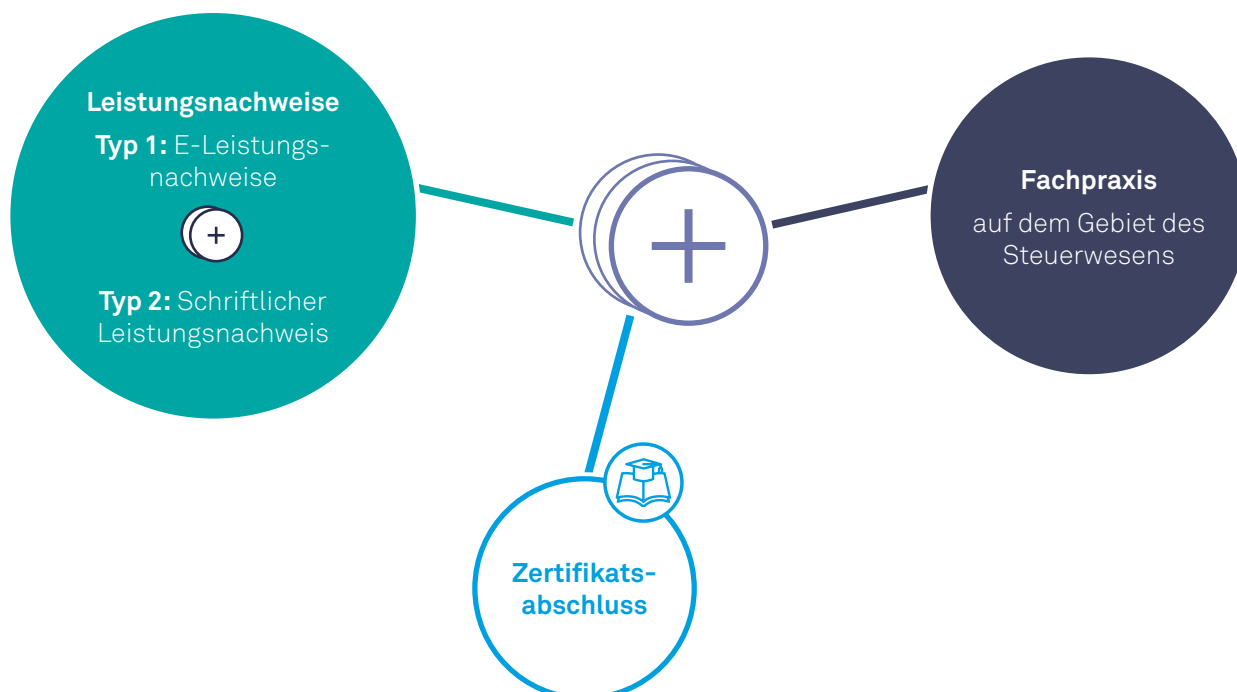 Leistungsnachweise
Typ 1: E-Leistungs-
nachweise
+
Typ 2: Schriftlicher
Leistungsnachweis
+
Fachpraxis
auf dem Gebiet des
Steuerwesens
Zertifikats-
abschluss